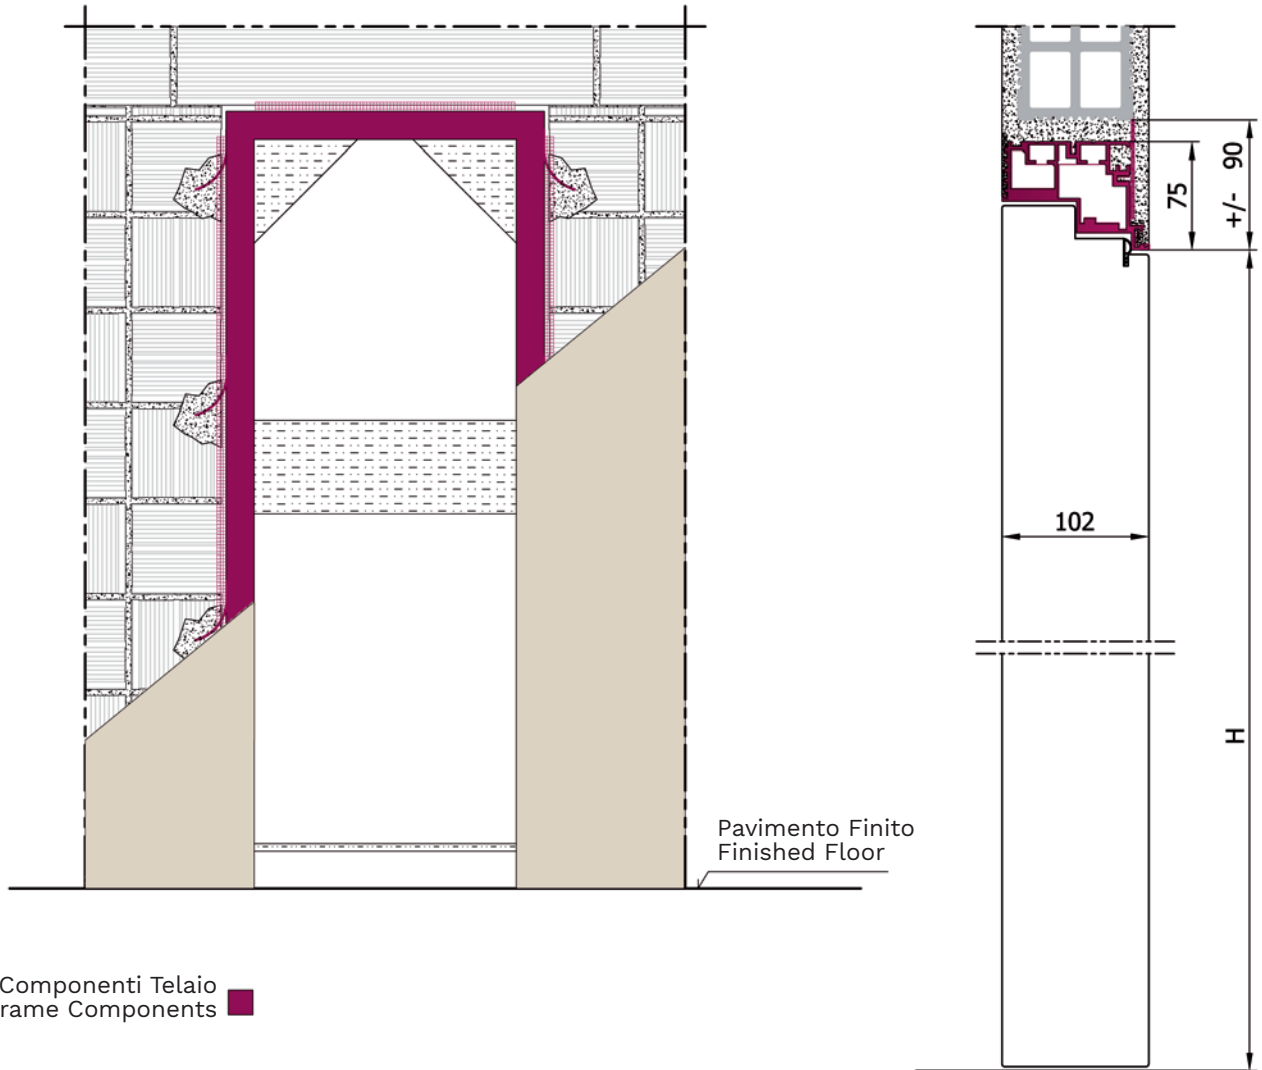 +/- 90
75
102
H
Pavimento Finito
Finished Floor
Componenti Telaio
rame Components